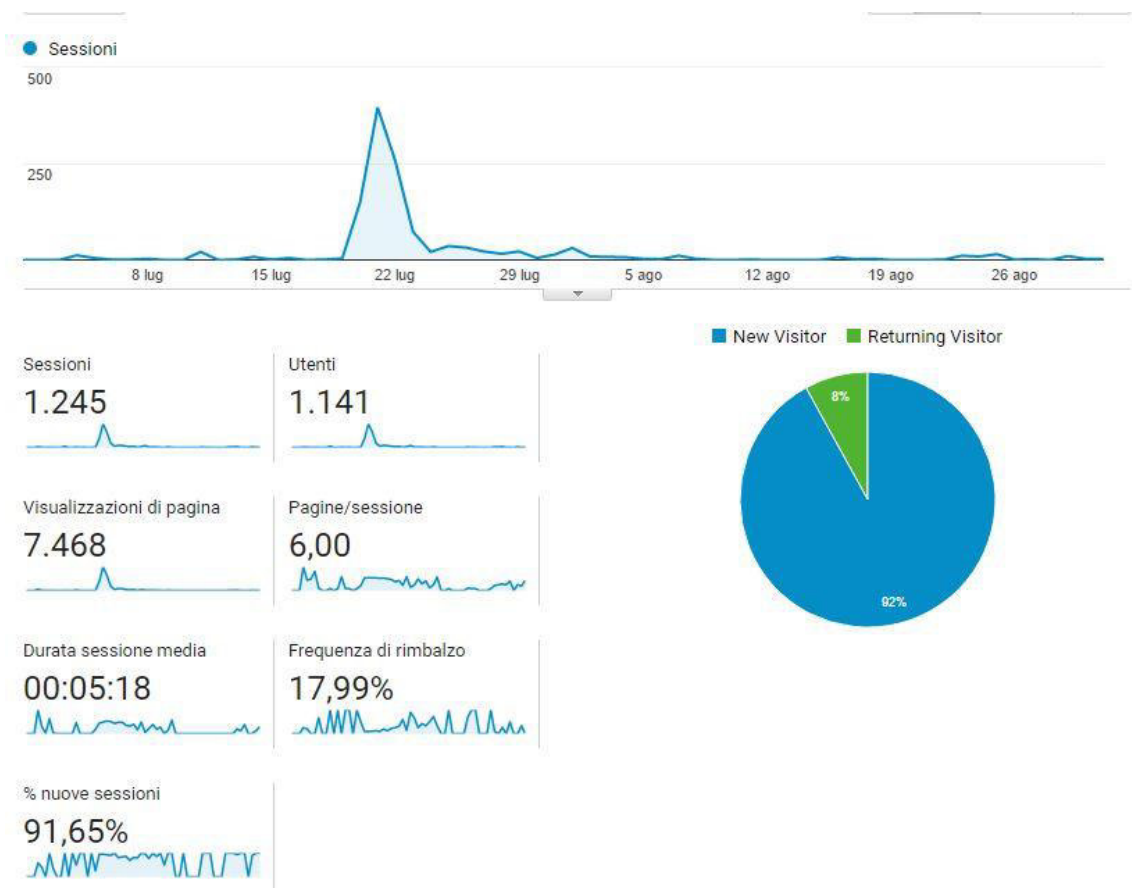 Sessioni
500
250
8 lug 15 lug 22 lug 29 lug 5 ago 12 ago 19 ago 26 ago
New Visitor Returning Visitor
Sessioni
1.245
Utenti
1.141
Visualizzazioni di pagina
7.468
Pagine/sessione
6,00
Durata sessione media
00:05:18
Frequenza di rimbalzo
17,99%
% nuove sessioni
91,65%
8%
92%